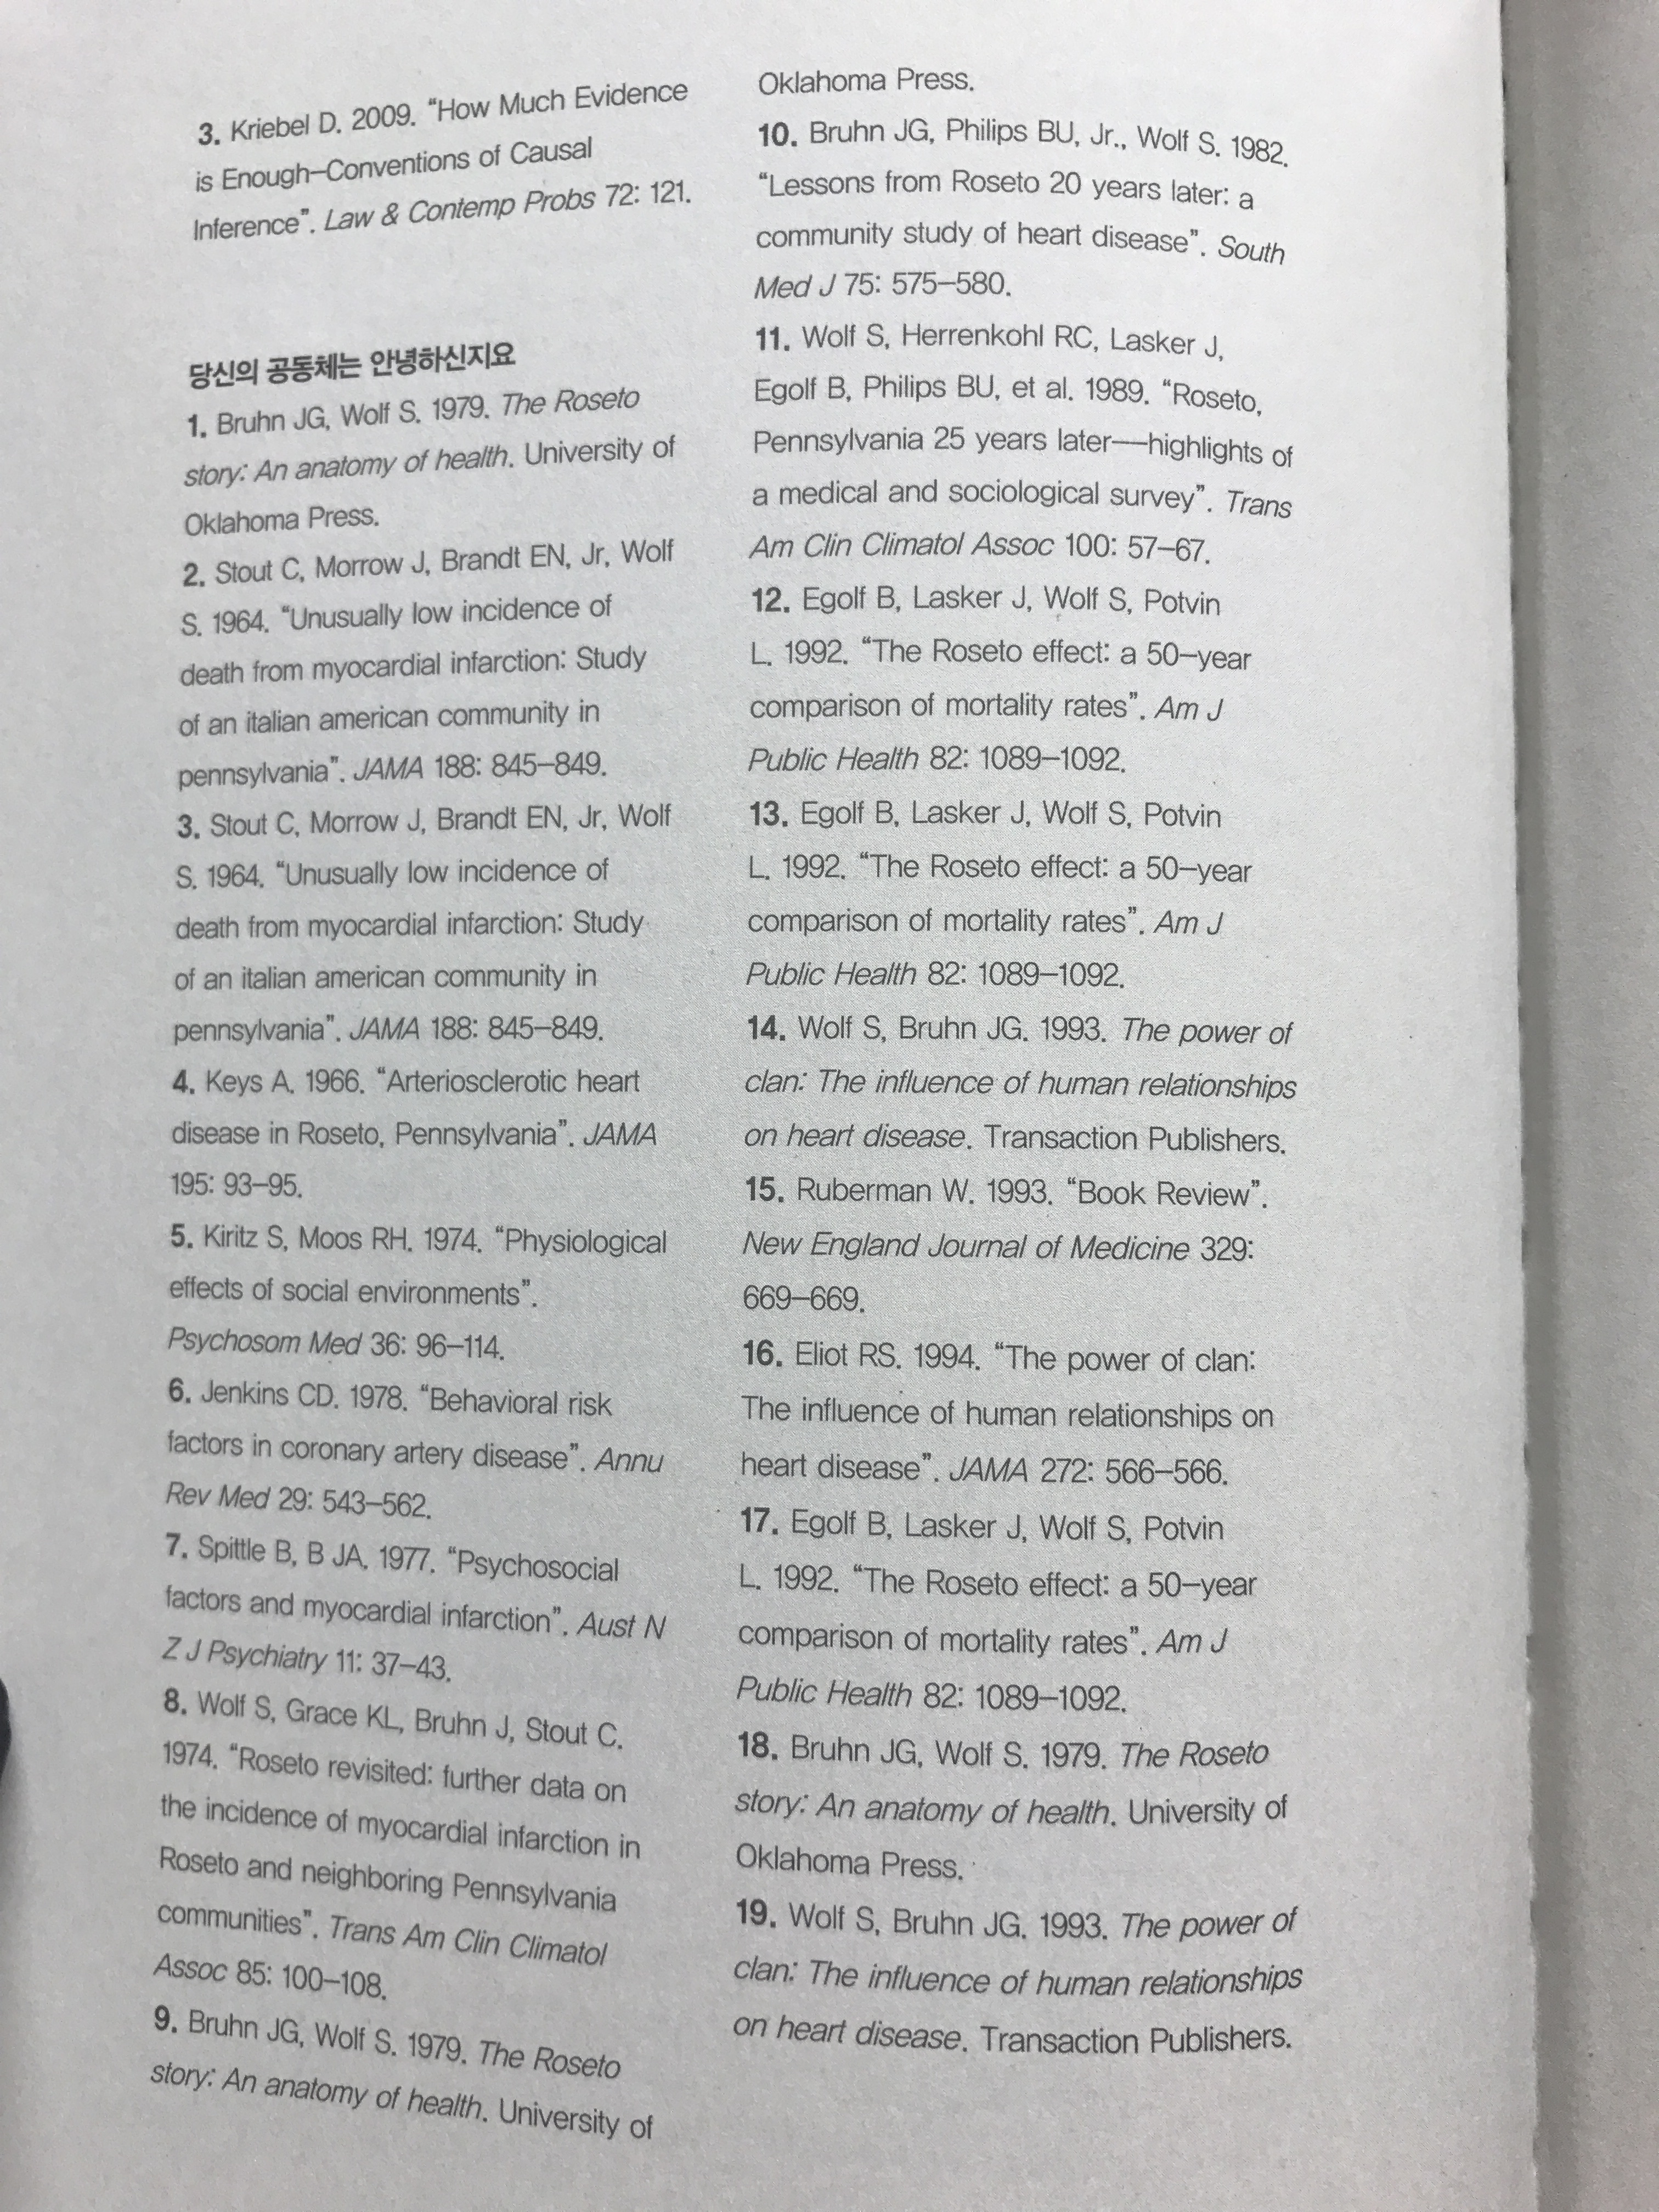 3. Kriebel D. 2009. “How Much Evidence
is Enough–Conventions of Causal
Inference”. Law & Contemp Probs 72: 121.
당신의 공동체는 안녕하신지요
1. Bruhn JG, Wolf S. 1979. The Roseto
story: An anatomy of health. University of
Oklahoma Press.
2. Stout C, Morrow J, Brandt EN, Jr, Wolf
S. 1964. “Unusually low incidence of
death from myocardial infarction: Study
of an italian american community in
pennsylvania”. JAMA 188: 845–849.
3. Stout C, Morrow J, Brandt EN, Jr, Wolf
S. 1964. “Unusually low incidence of
death from myocardial infarction: Study
of an italian american community in
pennsylvania”. JAMA 188: 845–849.
4. Keys A. 1966. “Arteriosclerotic heart
disease in Roseto, Pennsylvania”. JAMA
195: 93–95.
5. Kiritz S, Moos RH. 1974. “Physiological
effects of social environments”.
Psychosom Med 36: 96–114.
6. Jenkins CD. 1978. “Behavioral risk
factors in coronary artery disease”. Annu
Rev Med 29: 543–562.
7. Spittle B, B JA. 1977. “Psychosocial
factors and myocardial infarction”. Aust N
Z J Psychiatry 11: 37–43.
8. Wolf S, Grace KL, Bruhn J, Stout C.
1974. “Roseto revisited: further data on
the incidence of myocardial infarction in
Roseto and neighboring Pennsylvania
communities”. Trans Am Clin Climatol
Assoc 85: 100–108.
9. Bruhn JG, Wolf S. 1979. The Roseto
story: An anatomy of health. University of
Oklahoma Press.
10. Bruhn JG, Philips BU, Jr., Wolf S. 1982.
“Lessons from Roseto 20 years later: a
community study of heart disease”. South
Med J 75: 575–580.
11. Wolf S, Herrenkohl RC, Lasker J,
Egolf B, Philips BU, et al. 1989. “Roseto,
Pennsylvania 25 years later—highlights of
a medical and sociological survey”. Trans
Am Clin Climatol Assoc 100: 57–67.
12. Egolf B, Lasker J, Wolf S, Potvin
L. 1992. “The Roseto effect: a 50–year
comparison of mortality rates”. Am J
Public Health 82: 1089–1092.
13. Egolf B, Lasker J, Wolf S, Potvin
L. 1992. “The Roseto effect: a 50–year
comparison of mortality rates”. Am J
Public Health 82: 1089–1092.
14. Wolf S, Bruhn JG. 1993. The power of
clan: The influence of human relationships
on heart disease. Transaction Publishers.
15. Ruberman W. 1993. “Book Review”.
New England Journal of Medicine 329:
669–669.
16. Eliot RS. 1994. “The power of clan:
The influence of human relationships on
heart disease”. JAMA 272: 566–566.
17. Egolf B, Lasker J, Wolf S, Potvin
L. 1992. “The Roseto effect: a 50–year
comparison of mortality rates”. Am J
Public Health 82: 1089–1092.
18. Bruhn JG, Wolf S. 1979. The Roseto
story: An anatomy of health. University of
Oklahoma Press.
19. Wolf S, Bruhn JG. 1993. The power of
clan: The influence of human relationships
on heart disease. Transaction Publishers.